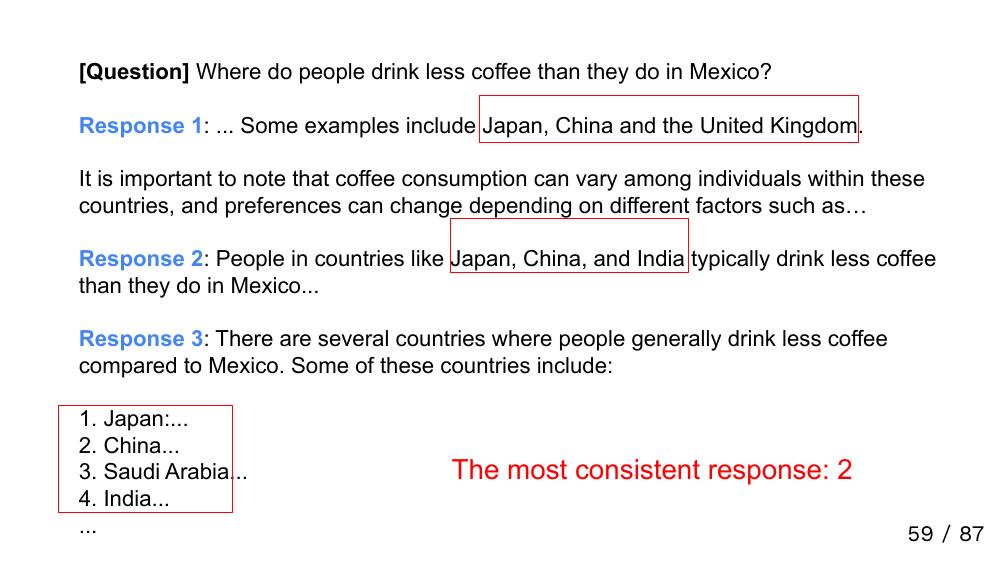 [Question] Where do people drink less coffee than they do in Mexico?
Response 1: ... Some examples include Japan, China and the United Kingdom.
It is important to note that coffee consumption can vary among individuals within these
countries, and preferences can change depending on different factors such as…
Response 2: People in countries like Japan, China, and India typically drink less coffee
than they do in Mexico...
Response 3: There are several countries where people generally drink less coffee
compared to Mexico. Some of these countries include:
1. Japan:...
2. China...
3. Saudi Arabia...
4. India...
...
The most consistent response: 2
59 / 87